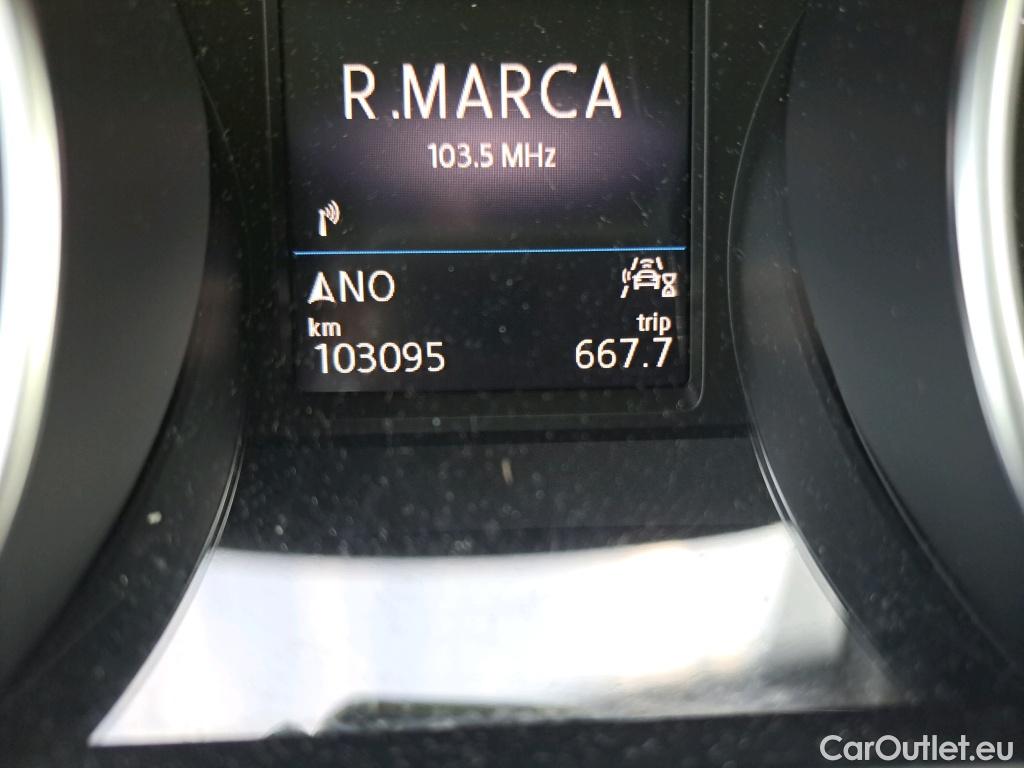 R.MARCA
103.5 MHz
NO
km trip
103095 667.7
CarOutlet.eu